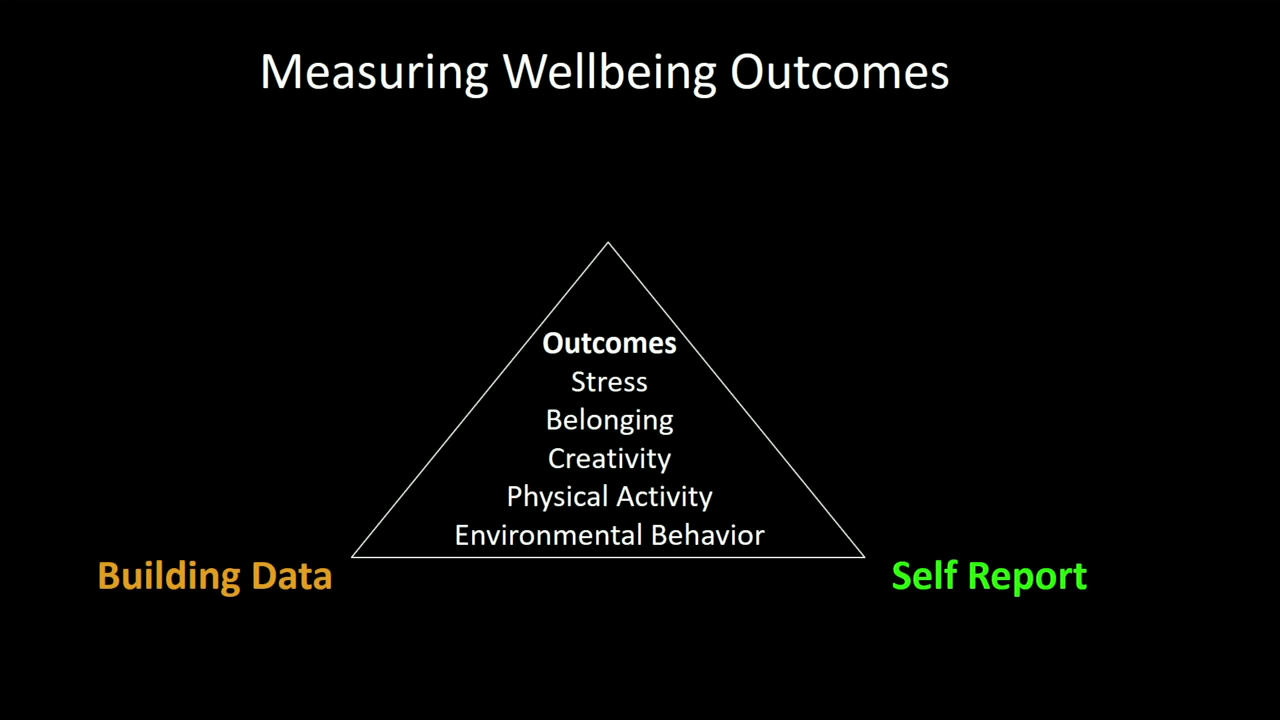 Measuring Wellbeing Outcomes
Outcomes
Stress
Belonging
Creativity
Physical Activity
Environmental Behavior
Building Data
Self Report